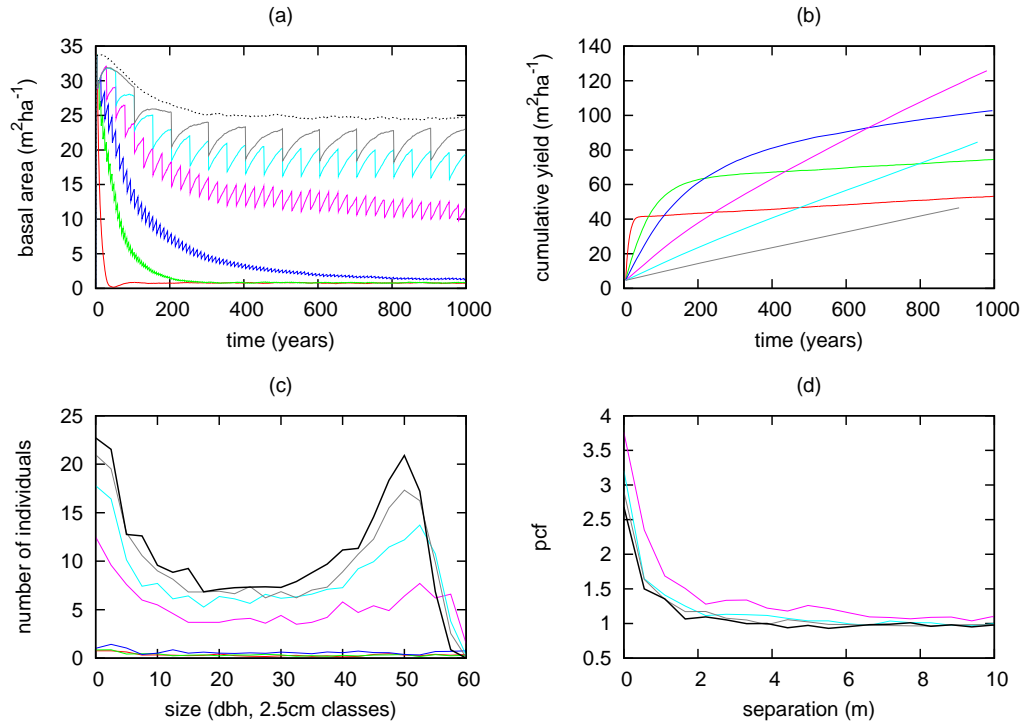 (a)
35
30
25
20
15
10
5
0
0 200 400 600 800 1000
basal area (m²ha⁻¹)
time (years)
(b)
140
120
100
80
60
40
20
0
0 200 400 600 800 1000
cumulative yield (m²ha⁻¹)
time (years)
(c)
25
20
15
10
5
0
0 10 20 30 40 50 60
number of individuals
size (dbh, 2.5cm classes)
(d)
4
3.5
3
2.5
2
1.5
1
0.5
0 2 4 6 8 10
pcf
separation (m)